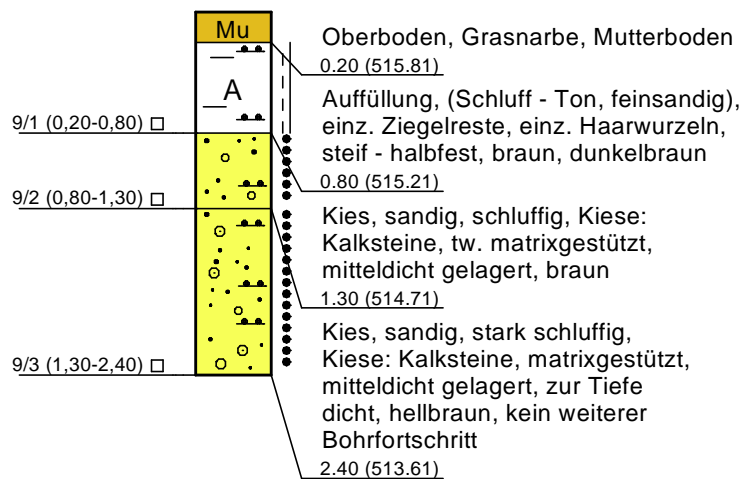 Mu
Oberboden, Grasnarbe, Mutterboden
0.20 (515.81)
A
Auffüllung, (Schluff - Ton, feinsandig),
einz. Ziegelreste, einz. Haarwurzeln,
steif - halbfest, braun, dunkelbraun
9/1 (0,20-0,80)
0.80 (515.21)
9/2 (0,80-1,30)
Kies, sandig, schluffig, Kiese:
Kalksteine, tw. matrixgestützt,
mitteldicht gelagert, braun
1.30 (514.71)
Kies, sandig, stark schluffig,
Kiese: Kalksteine, matrixgestützt,
mitteldicht gelagert, zur Tiefe
dicht, hellbraun, kein weiterer
Bohrfortschritt
9/3 (1,30-2,40)
2.40 (513.61)